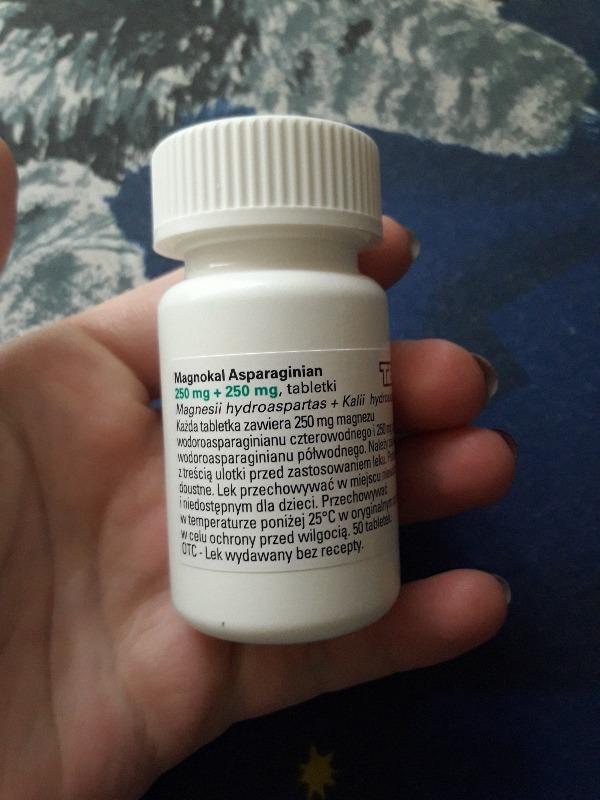 Magnokal Asparaginian
250 mg + 250 mg, tabletki
Magnesii hydroaspartas + Kalii
Każda tabletka zawiera 250 mg magnezu
wodoroasparaginianu czterowodnego i 250
wodoroasparaginianu półwodnego. Należy
z treścią ulotki przed zastosowaniem leku.
doustne. Lek przechowywać w miejscu
i niedostępnym dla dzieci. Przechowywać
w temperaturze poniżej 25°C w
w celu ochrony przed wilgocią. 50 tabletek.
OTC - Lek wydawany bez recepty.